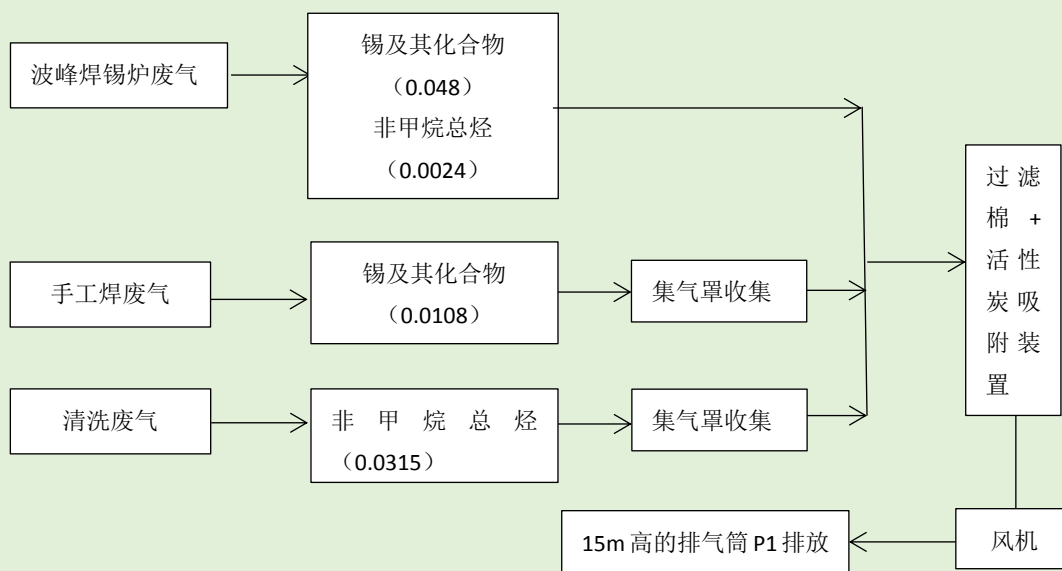 波峰焊锡炉废气
锡及其化合物
（0.048）
非甲烷总烃
（0.0024）
手工焊废气
锡及其化合物
（0.0108）
集气罩收集
清洗废气
非甲烷总烃
（0.0315）
集气罩收集
过滤
棉+
活性
炭吸
附装
置
风机
15m 高的排气筒 P1 排放